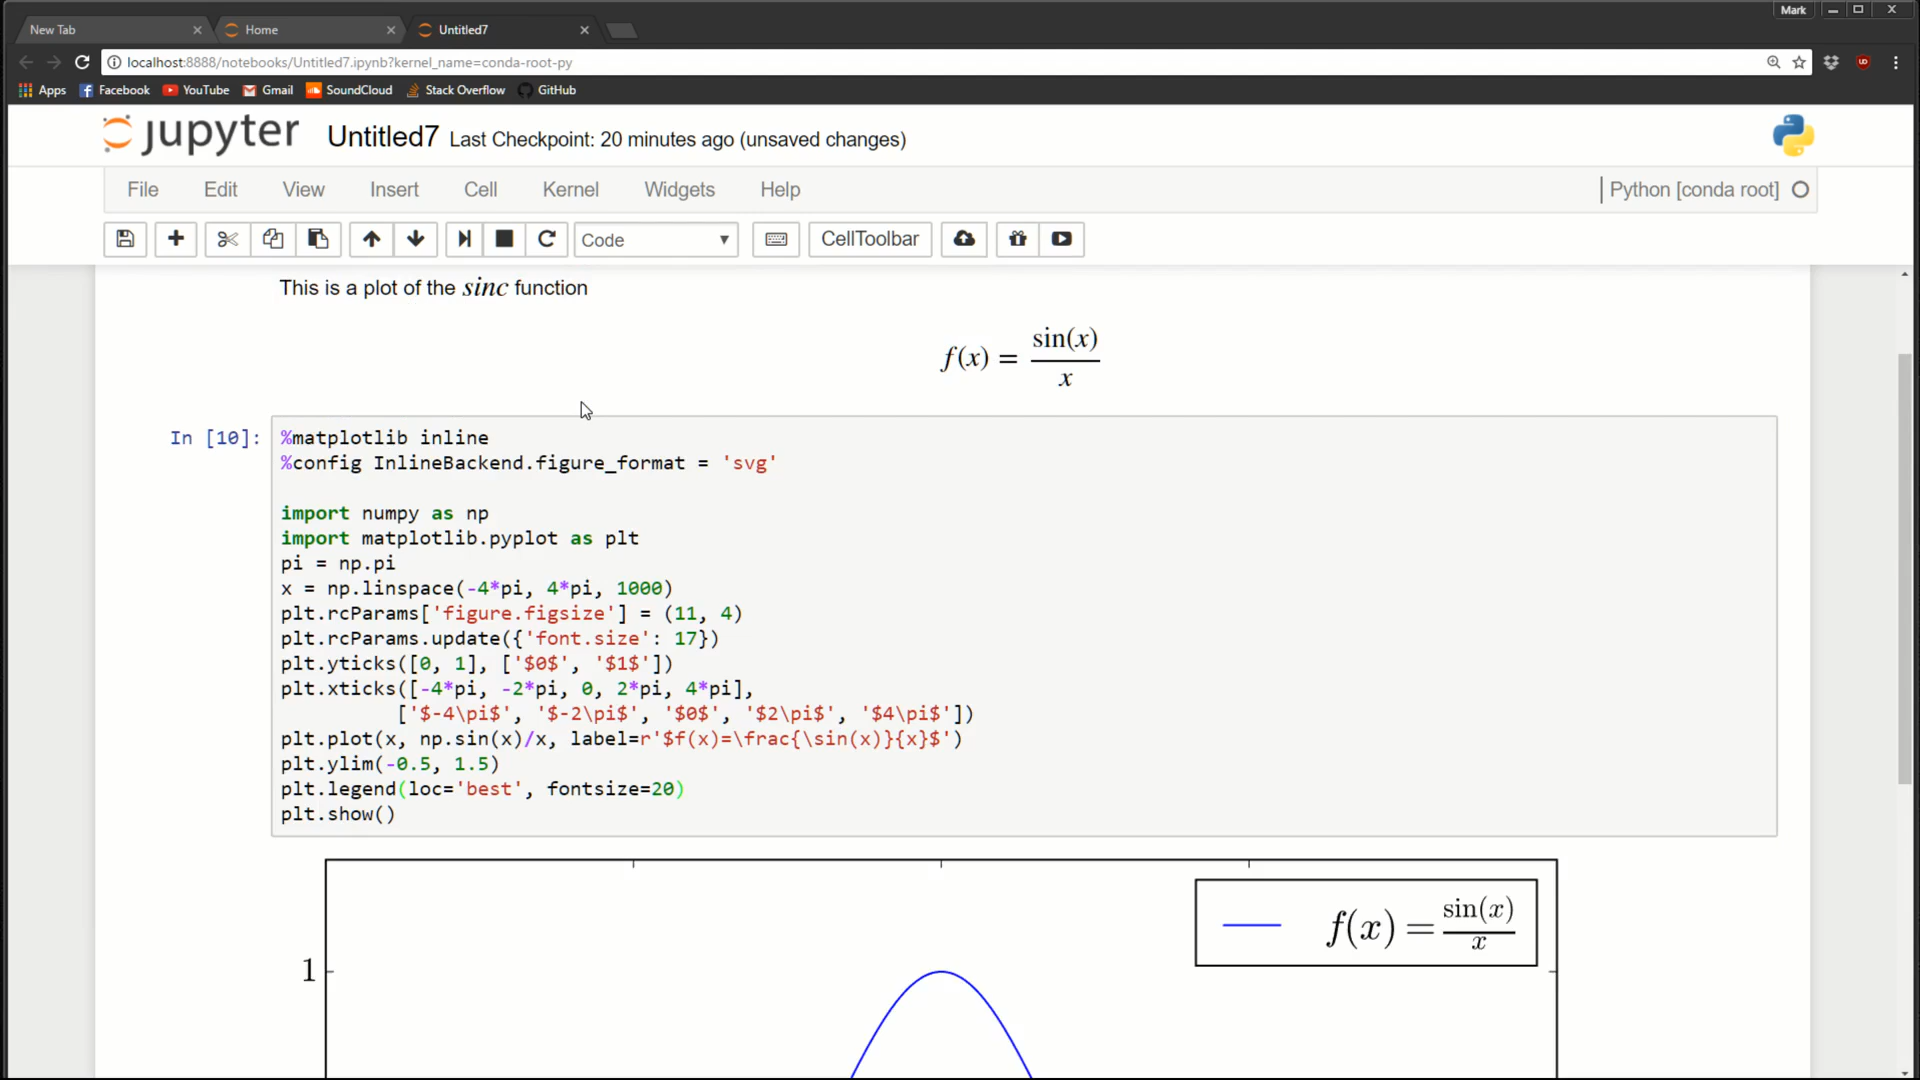 Mark
New Tab
Home
Untitled7
localhost:8888/notebooks/Untitled7.ipynb?kernel_name=conda-root-py
Apps Facebook YouTube Gmail SoundCloud Stack Overflow GitHub
jupyter Untitled7 Last Checkpoint: 20 minutes ago (unsaved changes)
File Edit View Insert Cell Kernel Widgets Help Python [conda root]
Code CellToolbar
This is a plot of the sinc function
f(x) = sin(x)/x
In [10]:
%matplotlib inline
%config InlineBackend.figure_format = 'svg'
import numpy as np
import matplotlib.pyplot as plt
pi = np.pi
x = np.linspace(-4*pi, 4*pi, 1000)
plt.rcParams['figure.figsize'] = (11, 4)
plt.rcParams.update({'font.size': 17})
plt.yticks([0, 1], ['$0$', '$1$'])
plt.xticks([-4*pi, -2*pi, 0, 2*pi, 4*pi],
['$-4\pi$', '$-2\pi$', '$0$', '$2\pi$', '$4\pi$'])
plt.plot(x, np.sin(x)/x, label=r'$f(x)=\frac{\sin(x)}{x}$')
plt.ylim(-0.5, 1.5)
plt.legend(loc='best', fontsize=20)
plt.show()
f(x) = sin(x)/x
1